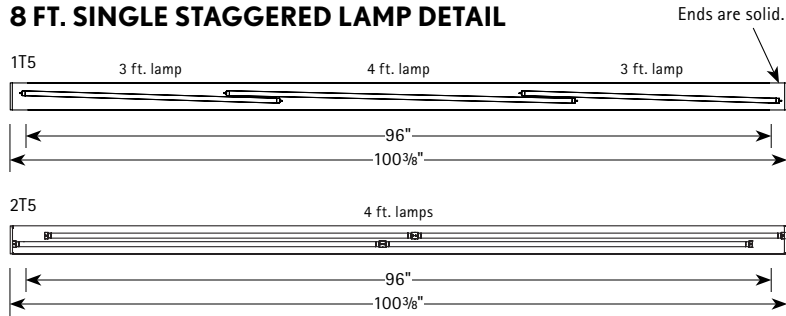 8 FT. SINGLE STAGGERED LAMP DETAIL
Ends are solid.
1T5
3 ft. lamp
4 ft. lamp
3 ft. lamp
96"
100³⁄₈"
2T5
4 ft. lamps
96"
100³⁄₈"